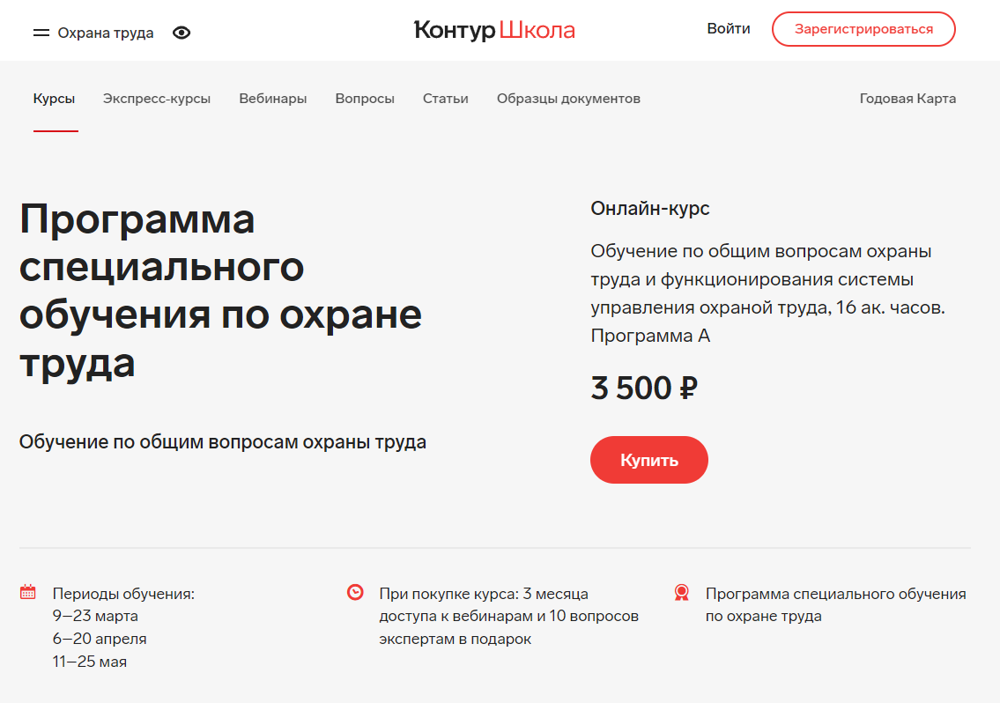 Охрана труда
Контур Школа
Войти
Зарегистрироваться
Курсы
Экспресс-курсы
Вебинары
Вопросы
Статьи
Образцы документов
Годовая Карта
Программа
специального
обучения по охране
труда
Обучение по общим вопросам охраны труда
Онлайн-курс
Обучение по общим вопросам охраны
труда и функционирования системы
управления охраной труда, 16 ак. часов.
Программа А
3 500 ₽
Купить
Периоды обучения:
9–23 марта
6–20 апреля
11–25 мая
При покупке курса: 3 месяца
доступа к вебинарам и 10 вопросов
экспертам в подарок
Программа специального обучения
по охране труда